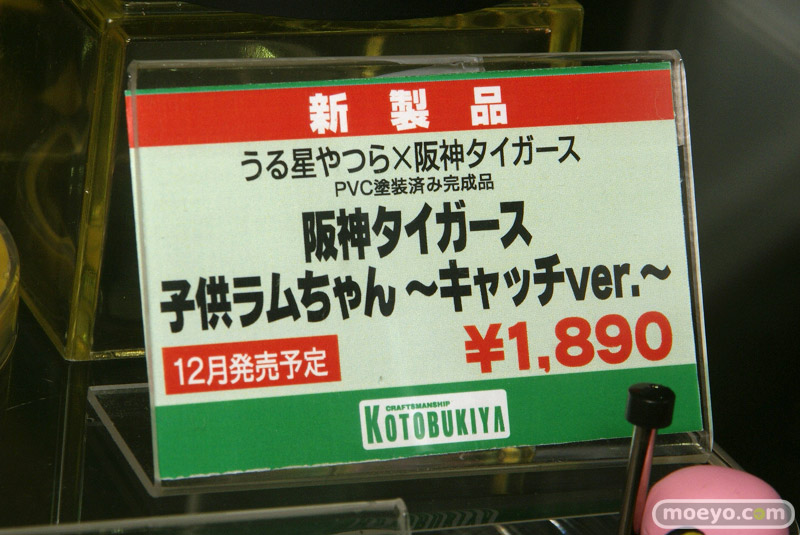 新製品
うる星やつら×阪神タイガース
PVC塗装済み完成品
阪神タイガース
子供ラムちゃん～キャッチver.～
12月発売予定
¥1,890
CRAFTSMANSHIP
KOTOBUKIYA
moeyo.com